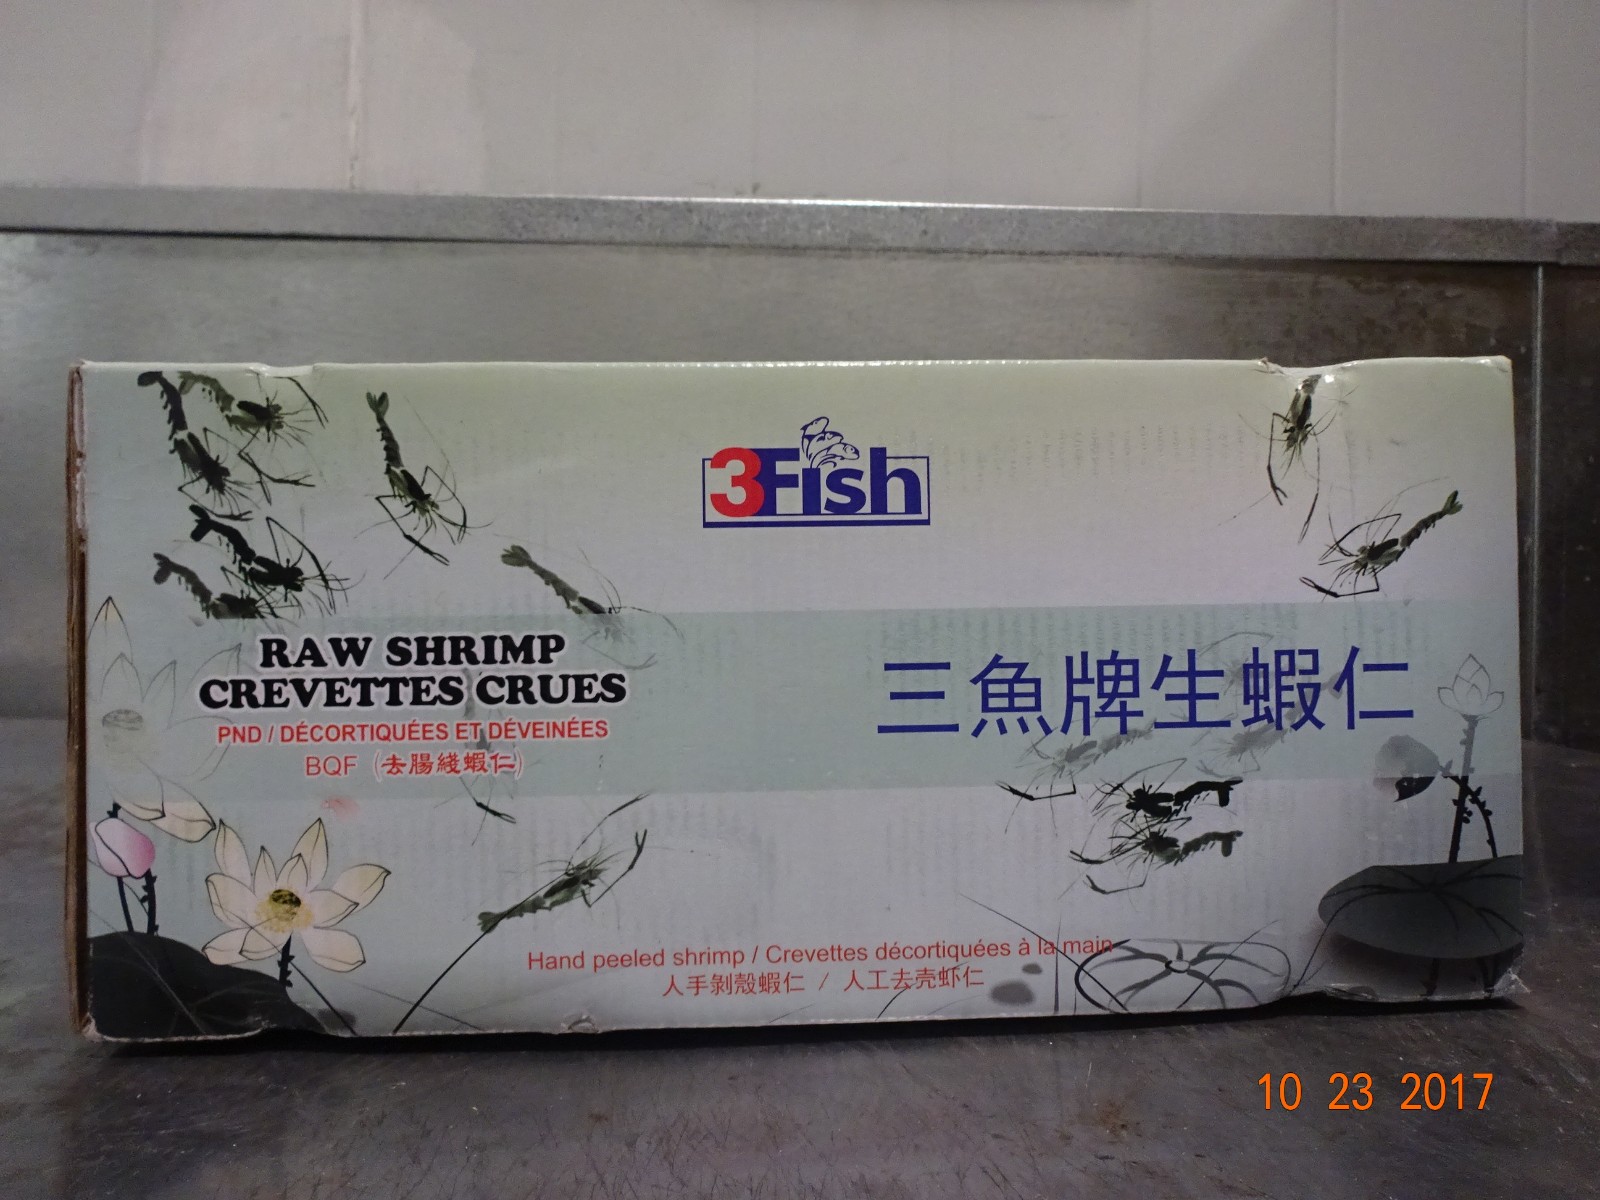 3Fish
RAW SHRIMP
CREVETTES CRUES
PND / DÉCORTIQUÉES ET DÉVEINÉES
BQF (去腸綫蝦仁)
三魚牌生蝦仁
Hand peeled shrimp / Crevettes décortiquées à la main
人手剝殼蝦仁 / 人工去壳虾仁
10 23 2017